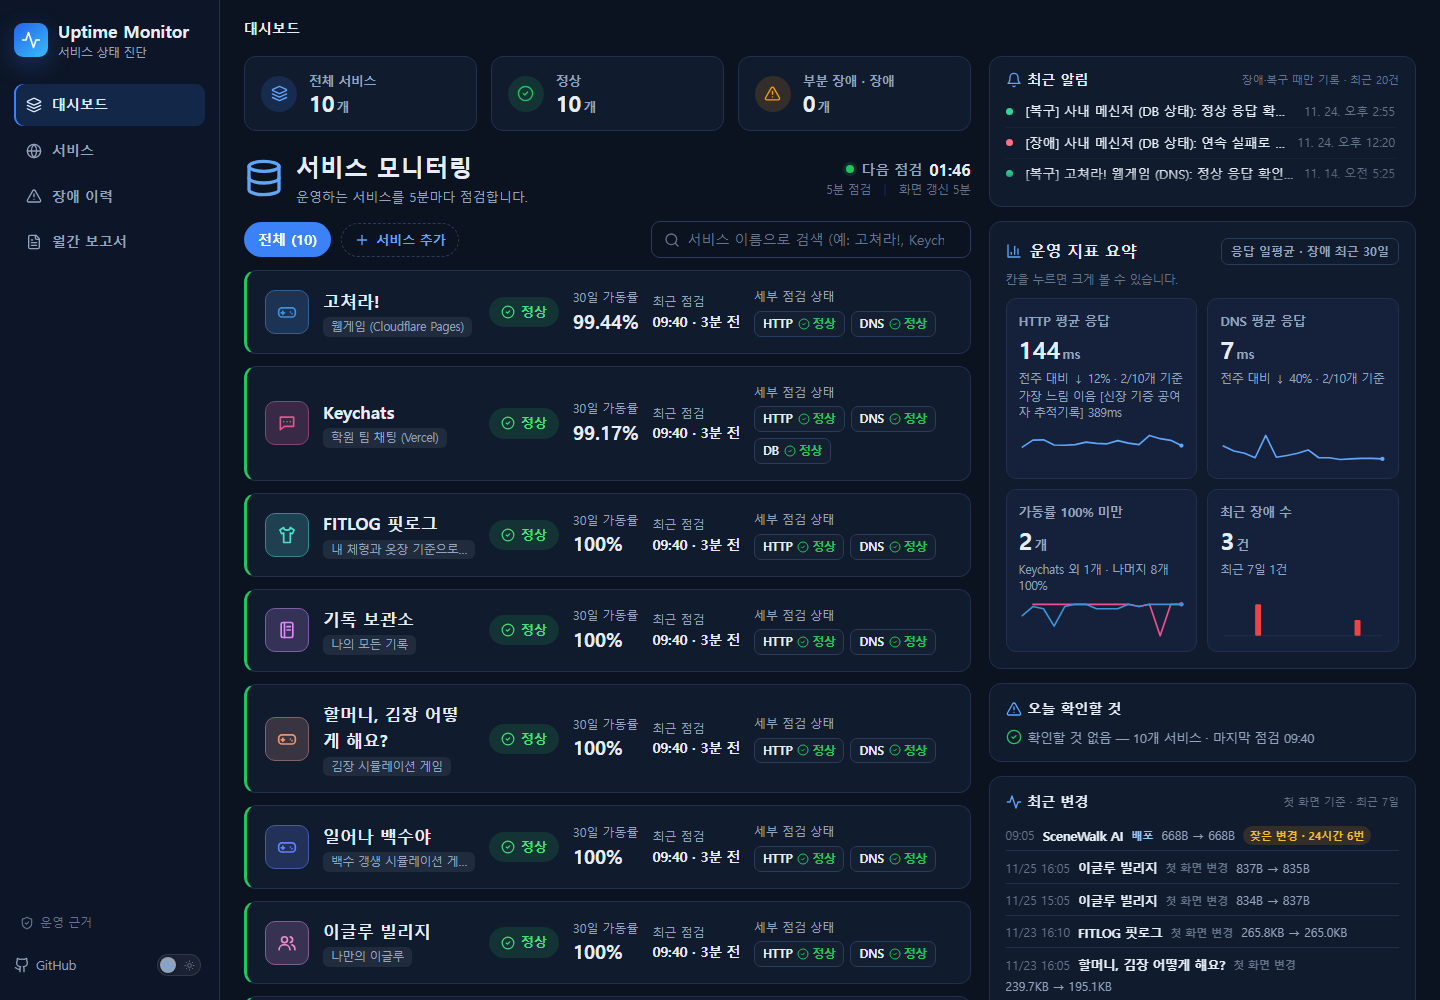 Uptime Monitor
서비스 상태 진단
대시보드
서비스
장애 이력
월간 보고서
운영 근거
GitHub
대시보드
전체 서비스
10개
정상
10개
부분 장애 · 장애
0개
서비스 모니터링
운영하는 서비스를 5분마다 점검합니다.
다음 점검 01:46
5분 점검 | 화면 갱신 5분
전체 (10)
+ 서비스 추가
서비스 이름으로 검색 (예: 고쳐라!, Keych
고쳐라!
웹게임 (Cloudflare Pages)
정상
30일 가동률
99.44%
최근 점검
09:40 · 3분 전
세부 점검 상태
HTTP 정상
DNS 정상
Keychats
학원 팀 채팅 (Vercel)
정상
30일 가동률
99.17%
최근 점검
09:40 · 3분 전
세부 점검 상태
HTTP 정상
DNS 정상
DB 정상
FITLOG 핏로그
내 체형과 옷장 기준으로...
정상
30일 가동률
100%
최근 점검
09:40 · 3분 전
세부 점검 상태
HTTP 정상
DNS 정상
기록 보관소
나의 모든 기록
정상
30일 가동률
100%
최근 점검
09:40 · 3분 전
세부 점검 상태
HTTP 정상
DNS 정상
할머니, 김장 어떻
게 해요?
김장 시뮬레이션 게임
정상
30일 가동률
100%
최근 점검
09:40 · 3분 전
세부 점검 상태
HTTP 정상
DNS 정상
일어나 백수야
백수 갱생 시뮬레이션 게...
정상
30일 가동률
100%
최근 점검
09:40 · 3분 전
세부 점검 상태
HTTP 정상
DNS 정상
이글루 빌리지
나만의 이글루
정상
30일 가동률
100%
최근 점검
09:40 · 3분 전
세부 점검 상태
HTTP 정상
DNS 정상
최근 알림
장애·복구 때만 기록 · 최근 20건
[복구] 사내 메신저 (DB 상태): 정상 응답 확... 11. 24. 오후 2:55
[장애] 사내 메신저 (DB 상태): 연속 실패로 ... 11. 24. 오후 12:20
[복구] 고쳐라! 웹게임 (DNS): 정상 응답 확인... 11. 14. 오전 5:25
운영 지표 요약
응답 일평균 · 장애 최근 30일
칸을 누르면 크게 볼 수 있습니다.
HTTP 평균 응답
144ms
전주 대비 ↓ 12% · 2/10개 기준
가장 느림 이음 [신장 기증 공여
자 추적기록] 389ms
DNS 평균 응답
7ms
전주 대비 ↓ 40% · 2/10개 기준
가동률 100% 미만
2개
Keychats 외 1개 · 나머지 8개
100%
최근 장애 수
3건
최근 7일 1건
오늘 확인할 것
확인할 것 없음 — 10개 서비스 · 마지막 점검 09:40
최근 변경
첫 화면 기준 · 최근 7일
09:05 SceneWalk AI 배포 668B → 668B 잦은 변경 · 24시간 6번
11/25 16:05 이글루 빌리지 첫 화면 변경 837B → 835B
11/25 15:05 이글루 빌리지 첫 화면 변경 834B → 837B
11/23 16:10 FITLOG 핏로그 첫 화면 변경 265.8KB → 265.0KB
11/23 16:05 할머니, 김장 어떻게 해요? 첫 화면 변경
239.7KB → 195.1KB